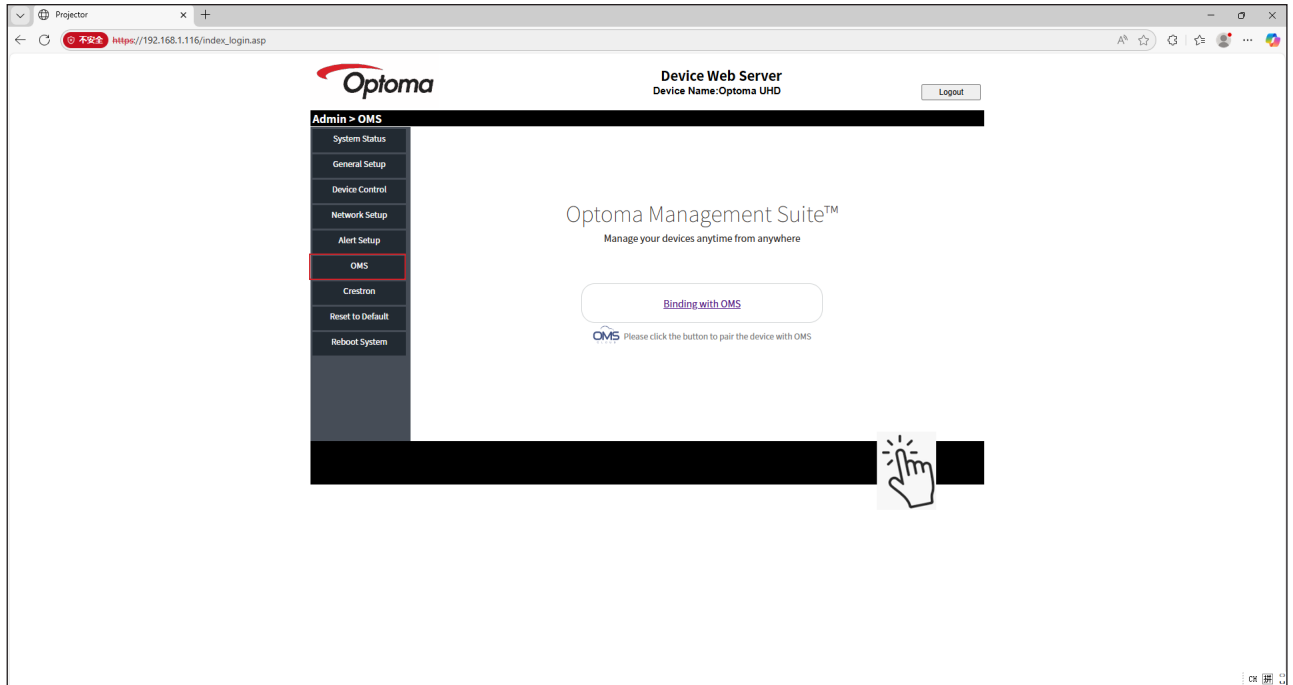 Projector
不安全 https://192.168.1.116/index_login.asp
Optoma
Device Web Server
Device Name:Optoma UHD
Logout
Admin > OMS
System Status
General Setup
Device Control
Network Setup
Alert Setup
OMS
Crestron
Reset to Default
Reboot System
Optoma Management Suite™
Manage your devices anytime from anywhere
Binding with OMS
OMS Please click the button to pair the device with OMS
CH 拼